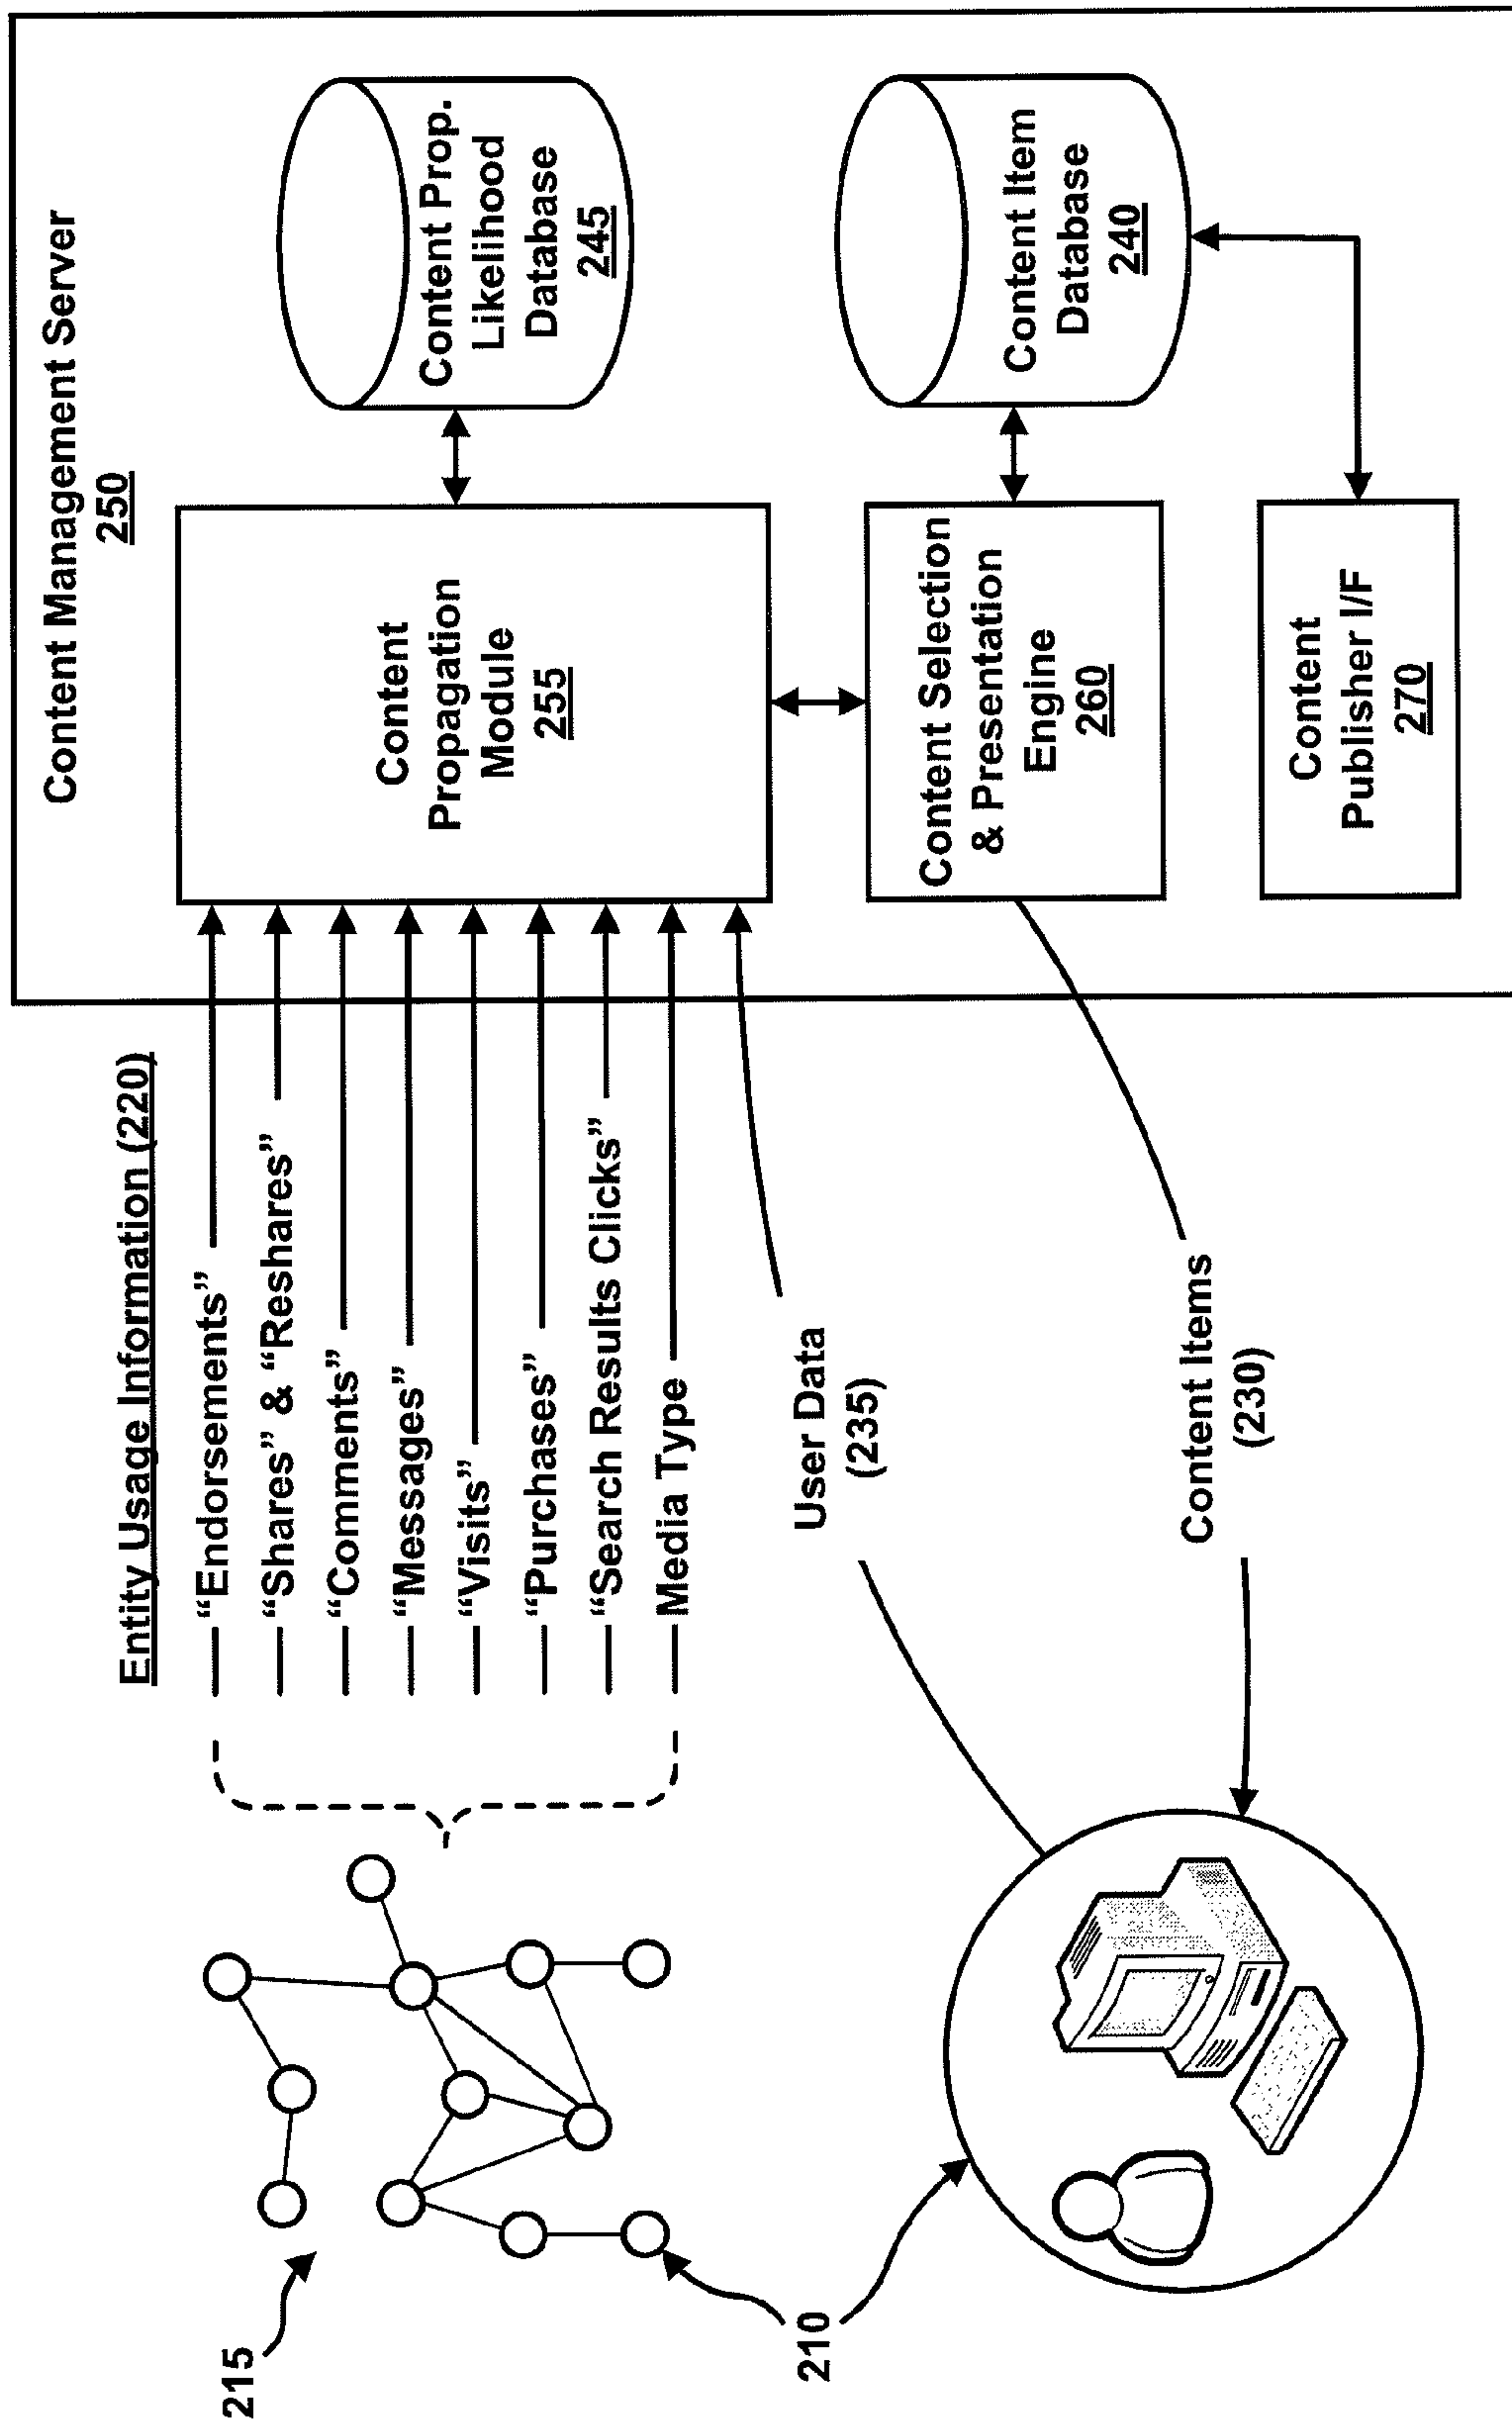 215
210
Entity Usage Information (220)
“Endorsements”
“Shares” & “Reshares”
“Comments”
“Messages”
“Visits”
“Purchases”
“Search Results Clicks”
Media Type
User Data
(235)
Content Items
(230)
Content Management Server
250
Content
Propagation
Module
255
Content Prop.
Likelihood
Database
245
Content Selection
& Presentation
Engine
260
Content Item
Database
240
Content
Publisher I/F
270